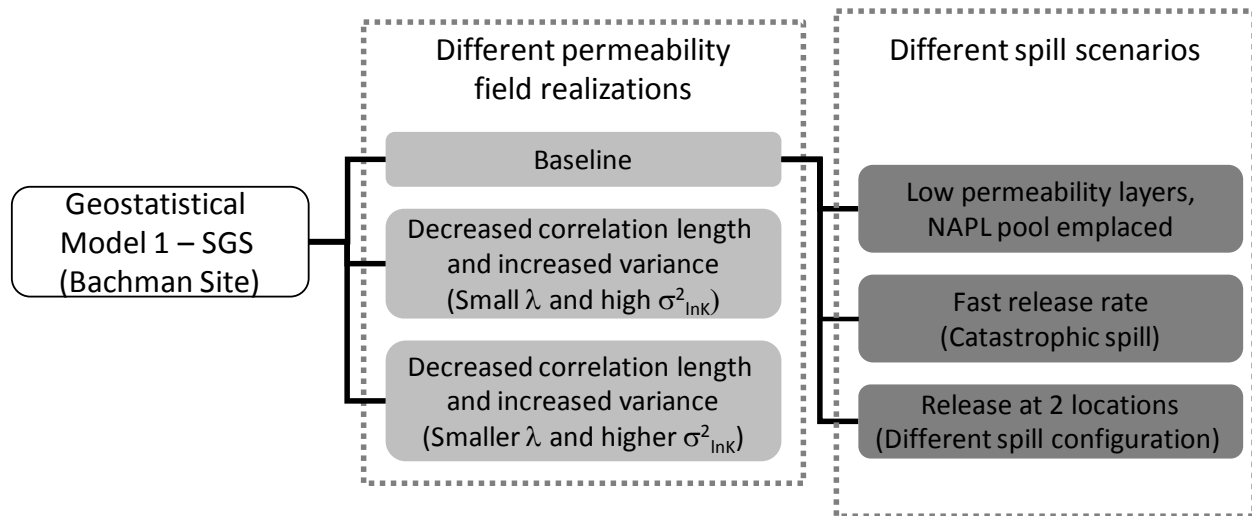 Different permeability
field realizations
Different spill scenarios
Geostatistical
Model 1 – SGS
(Bachman Site)
Baseline
Decreased correlation length
and increased variance
(Small λ and high σ²lnK)
Decreased correlation length
and increased variance
(Smaller λ and higher σ²lnK)
Low permeability layers,
NAPL pool emplaced
Fast release rate
(Catastrophic spill)
Release at 2 locations
(Different spill configuration)